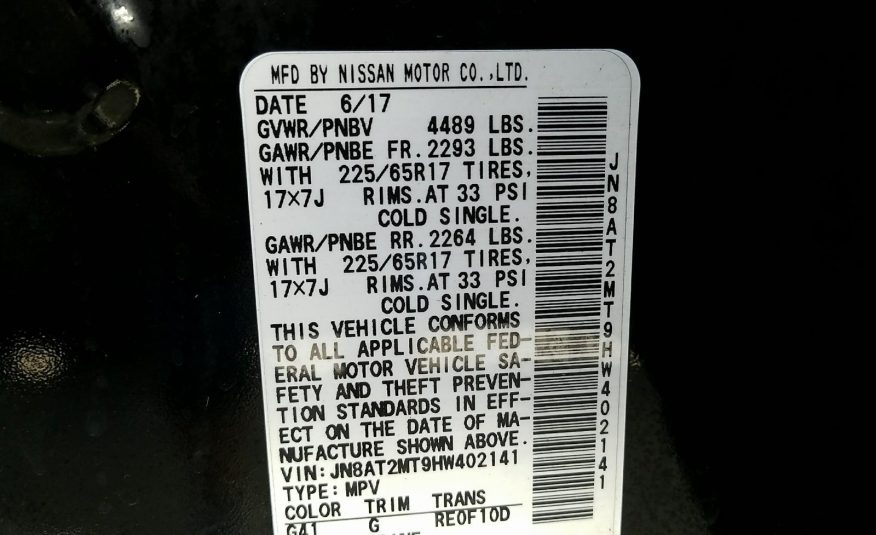 MFD BY NISSAN MOTOR CO.,LTD.
DATE 6/17
GVWR/PNBV 4489 LBS.
GAWR/PNBE FR. 2293 LBS.
WITH 225/65R17 TIRES,
17×7J RIMS. AT 33 PSI
COLD SINGLE.
GAWR/PNBE RR. 2264 LBS.
WITH 225/65R17 TIRES,
17×7J RIMS. AT 33 PSI
COLD SINGLE.
THIS VEHICLE CONFORMS
TO ALL APPLICABLE FED-
ERAL MOTOR VEHICLE SA-
FETY AND THEFT PREVEN-
TION STANDARDS IN EFF-
ECT ON THE DATE OF MA-
NUFACTURE SHOWN ABOVE.
VIN: JN8AT2MT9HW402141
TYPE: MPV
COLOR TRIM TRANS
G41 G RE0F10D
JN8AT2MT9HW402141